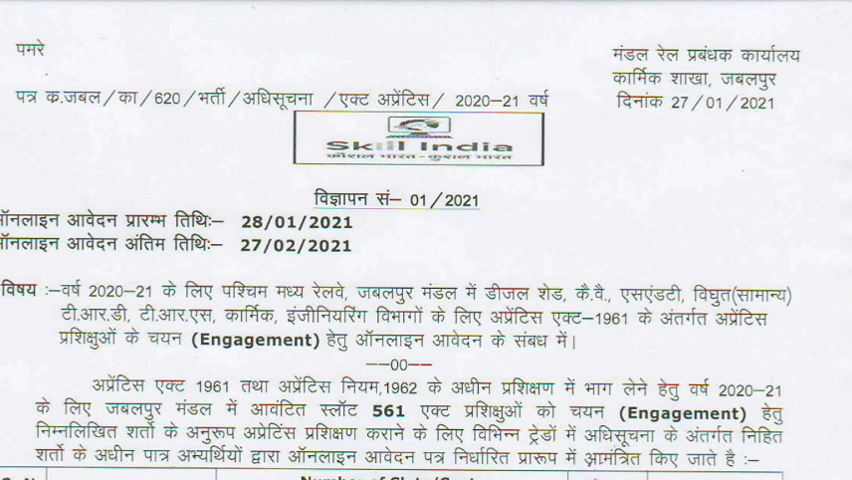 पमरे
मंडल रेल प्रबंधक कार्यालय
कार्मिक शाखा, जबलपुर
पत्र क.जबल/का/620/भर्ती/अधिसूचना /एक्ट अप्रेंटिस/ 2020–21 वर्ष
दिनांक 27/01/2021
Skill India
कौशल भारत-कुशल भारत
विज्ञापन सं– 01/2021
ऑनलाइन आवेदन प्रारम्भ तिथिः– 28/01/2021
ऑनलाइन आवेदन अंतिम तिथिः– 27/02/2021
विषय :–वर्ष 2020–21 के लिए पश्चिम मध्य रेलवे, जबलपुर मंडल में डीजल शेड, कै.वै., एसएंडटी, विघुत(सामान्य)
टी.आर.डी, टी.आर.एस, कार्मिक, इंजीनियरिंग विभागों के लिए अप्रेंटिस एक्ट–1961 के अंतर्गत अप्रेंटिस
प्रशिक्षुओं के चयन (Engagement) हेतु ऑनलाइन आवेदन के संबध में।
––00––
अप्रेंटिस एक्ट 1961 तथा अप्रेंटिस नियम,1962 के अधीन प्रशिक्षण में भाग लेने हेतु वर्ष 2020–21
के लिए जबलपुर मंडल में आवंटित स्लॉट 561 एक्ट प्रशिक्षुओं को चयन (Engagement) हेतु
निम्नलिखित शर्तो के अनुरूप अप्रेटिंस प्रशिक्षण कराने के लिए विभिन्न ट्रेडों में अधिसूचना के अंतर्गत निहित
शर्तो के अधीन पात्र अभ्यर्थियों द्वारा ऑनलाइन आवेदन पत्र निर्धारित प्रारूप में आमंत्रित किए जाते है :–